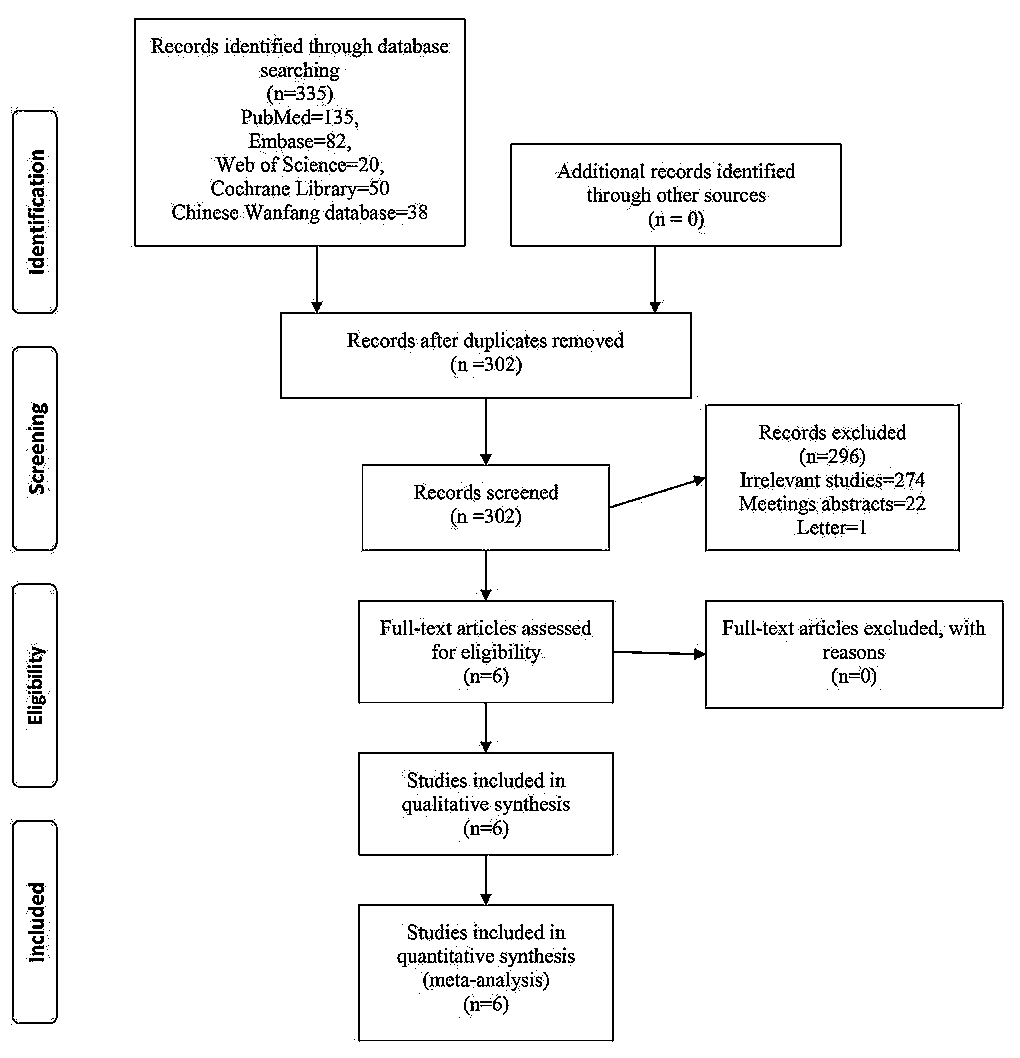 Identification
Records identified through database
searching
(n=335)
PubMed=135,
Embase=82,
Web of Science=20,
Cochrane Library=50
Chinese Wanfang database=38
Additional records identified
through other sources
(n = 0)
Records after duplicates removed
(n =302)
Screening
Records screened
(n =302)
Records excluded
(n=296)
Irrelevant studies=274
Meetings abstracts=22
Letter=1
Eligibility
Full-text articles assessed
for eligibility
(n=6)
Full-text articles excluded, with
reasons
(n=0)
Studies included in
qualitative synthesis
(n=6)
Included
Studies included in
quantitative synthesis
(meta-analysis)
(n=6)